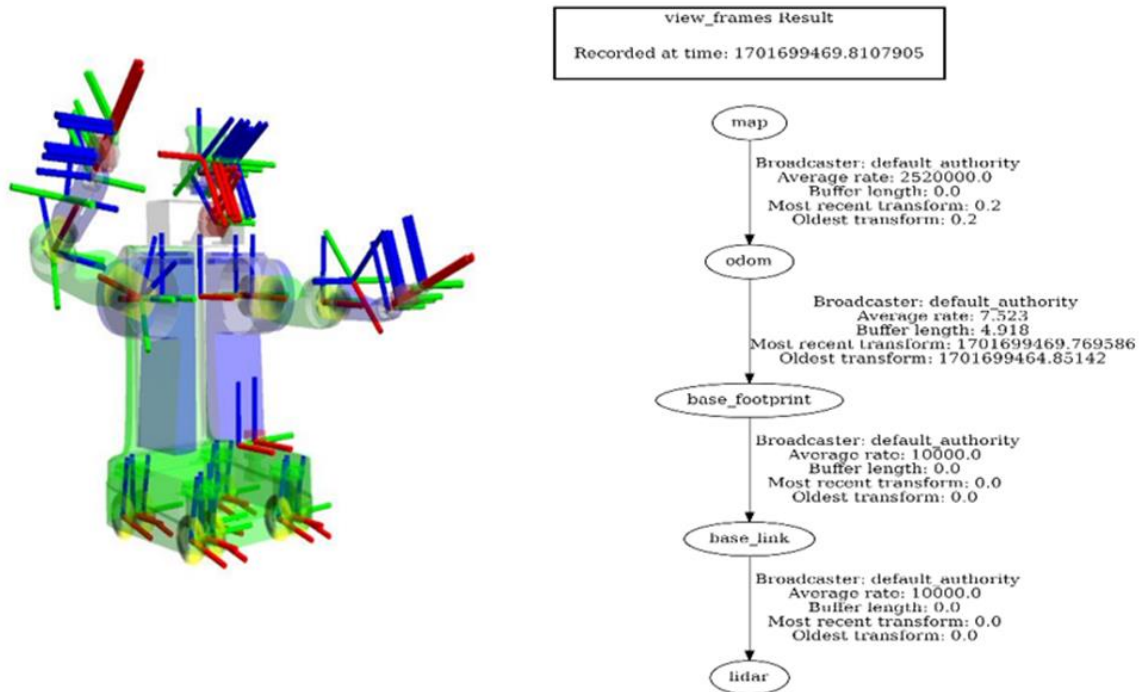 view_frames Result
Recorded at time: 1701699469.8107905
map
Broadcaster: default_authority
Average rate: 2520000.0
Buffer length: 0.0
Most recent transform: 0.2
Oldest transform: 0.2
odom
Broadcaster: default_authority
Average rate: 7.523
Buffer length: 4.918
Most recent transform: 1701699469.769586
Oldest transform: 1701699464.85142
base_footprint
Broadcaster: default_authority
Average rate: 10000.0
Buffer length: 0.0
Most recent transform: 0.0
Oldest transform: 0.0
base_link
Broadcaster: default_authority
Average rate: 10000.0
Buffer length: 0.0
Most recent transform: 0.0
Oldest transform: 0.0
lidar